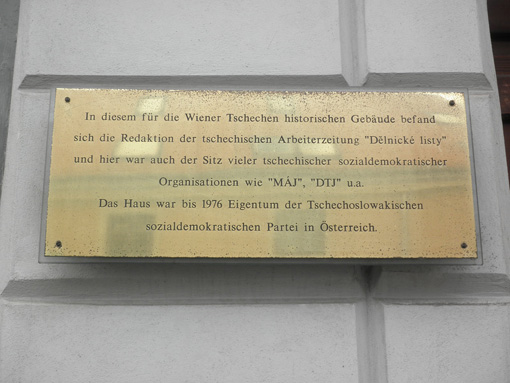 In diesem für die Wiener Tschechen historischen Gebäude befand
sich die Redaktion der tschechischen Arbeiterzeitung "Dělnické listy"
und hier war auch der Sitz vieler tschechischer sozialdemokratischer
Organisationen wie "MÁJ", "DTJ" u.a.
Das Haus war bis 1976 Eigentum der Tschechoslowakischen
sozialdemokratischen Partei in Österreich.